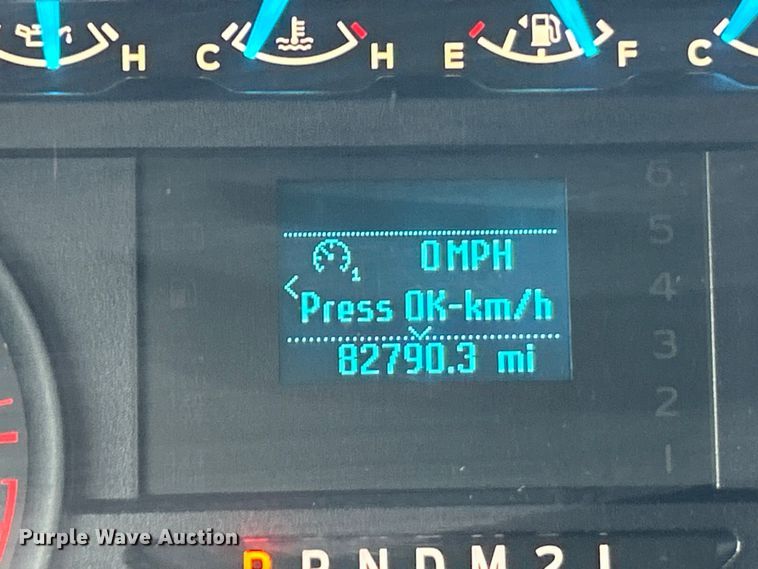 H C H E F C
6
5
4
3
2
1
0 MPH
1
Press OK-km/h
82790.3 mi
P R N D M 2 1
Purple Wave Auction